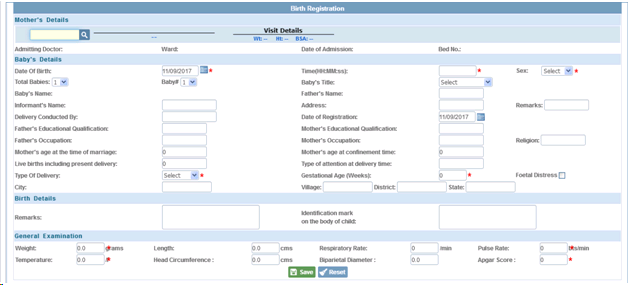 Birth Registration
Mother's Details
Visit Details
--
Wt: -- Ht: -- BSA: --
Admitting Doctor: Ward: Date of Admission: Bed No.:
Baby's Details
Date Of Birth: 11/09/2017 * Time(HH:MM:ss): * Sex: Select *
Total Babies: 1 Baby# 1 Baby's Title: Select
Baby's Name: Father's Name:
Informant's Name: Address: Remarks:
Delivery Conducted By: Date of Registration: 11/09/2017
Father's Educational Qualification: Mother's Educational Qualification:
Father's Occupation: Mother's Occupation: Religion:
Mother's age at the time of marriage: 0 Mother's age at confinement time: 0
Live births including present delivery: 0 Type of attention at delivery time:
Type Of Delivery: Select * Gestational Age (Weeks): 0 * Foetal Distress
City: Village: District: State:
Birth Details
Remarks: Identification mark
on the body of child:
General Examination
Weight: 0.0 grams Length: 0.0 cms Respiratory Rate: 0 /min Pulse Rate: 0 /min
Temperature: 0.0 * Head Circumference : 0.0 cms Biparietal Diameter : 0.0 Apgar Score : 0 *
Save Reset